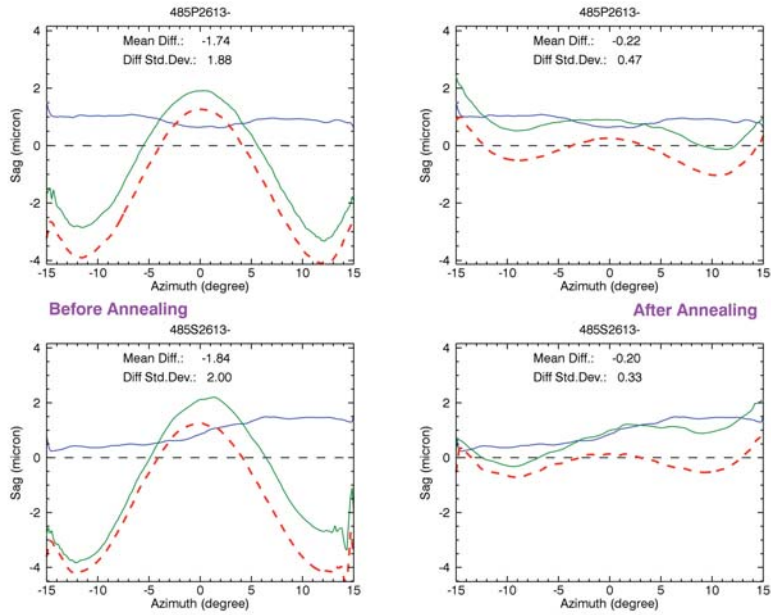 485P2613-
Mean Diff.: -1.74
Diff Std.Dev.: 1.88
Sag (micron)
4
2
0
-2
-4
-15 -10 -5 0 5 10 15
Azimuth (degree)
485P2613-
Mean Diff.: -0.22
Diff Std.Dev.: 0.47
Sag (micron)
4
2
0
-2
-4
-15 -10 -5 0 5 10 15
Azimuth (degree)
Before Annealing
After Annealing
485S2613-
Mean Diff.: -1.84
Diff Std.Dev.: 2.00
Sag (micron)
4
2
0
-2
-4
-15 -10 -5 0 5 10 15
Azimuth (degree)
485S2613-
Mean Diff.: -0.20
Diff Std.Dev.: 0.33
Sag (micron)
4
2
0
-2
-4
-15 -10 -5 0 5 10 15
Azimuth (degree)